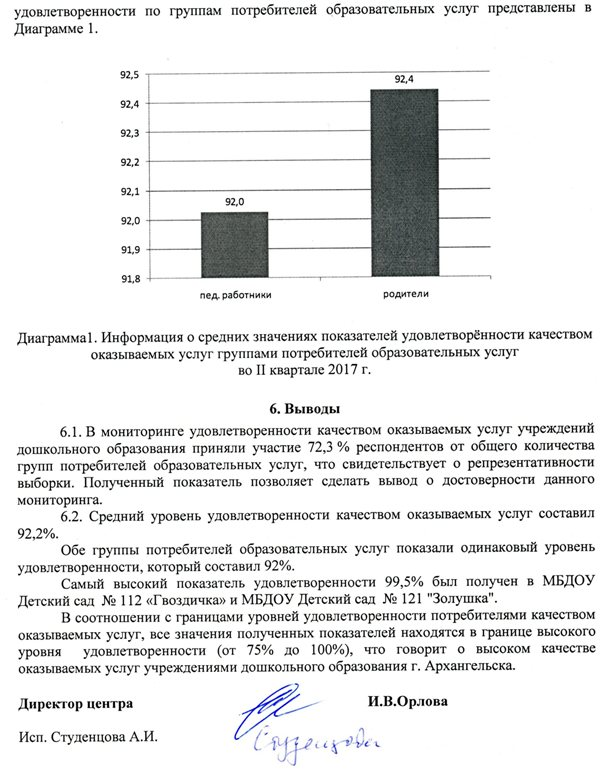 удовлетворенности по группам потребителей образовательных услуг представлены в
Диаграмме 1.
92,5
92,4
92,3
92,2
92,1
92,0
91,9
91,8
92,0
92,4
пед. работники
родители
Диаграмма1. Информация о средних значениях показателей удовлетворённости качеством
оказываемых услуг группами потребителей образовательных услуг
во II квартале 2017 г.
6. Выводы
6.1. В мониторинге удовлетворенности качеством оказываемых услуг учреждений
дошкольного образования приняли участие 72,3 % респондентов от общего количества
групп потребителей образовательных услуг, что свидетельствует о репрезентативности
выборки. Полученный показатель позволяет сделать вывод о достоверности данного
мониторинга.
6.2. Средний уровень удовлетворенности качеством оказываемых услуг составил
92,2%.
Обе группы потребителей образовательных услуг показали одинаковый уровень
удовлетворенности, который составил 92%.
Самый высокий показатель удовлетворенности 99,5% был получен в МБДОУ
Детский сад № 112 «Гвоздичка» и МБДОУ Детский сад № 121 "Золушка".
В соотношении с границами уровней удовлетворенности потребителями качеством
оказываемых услуг, все значения полученных показателей находятся в границе высокого
уровня удовлетворенности (от 75% до 100%), что говорит о высоком качестве
оказываемых услуг учреждениями дошкольного образования г. Архангельска.
Директор центра И.В.Орлова
Исп. Студенцова А.И. Студенцова